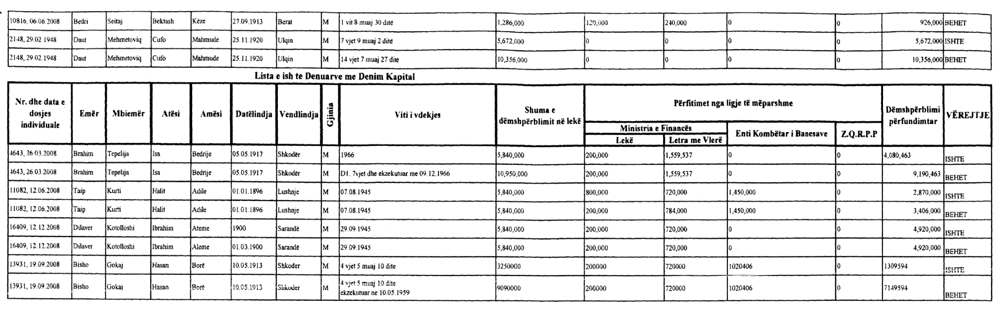 10816, 06.06.2008 Bedri Seitaj Bektash Këze 27.09.1913 Berat M 1 vit 8 muaj 30 ditë 1,286,000 120,000 240,000 0 0 926,000 BEHET
2148, 29.02.1948 Daut Mehmetoviq Cufo Mahmude 25.11.1920 Ulqin M 7 vjet 9 muaj 2 ditë 5,672,000 0 0 0 0 5,672,000 ISHTE
2148, 29.02.1948 Daut Mehmetoviq Cufo Mahmude 25.11.1920 Ulqin M 14 vjet 7 muaj 27 ditë 10,356,000 0 0 0 0 10,356,000 BEHET
Lista e ish te Denuarve me Denim Kapital
Nr. dhe data e dosjes individuale Emër Mbiemër Atësi Amësi Datëlindja Vendlindja Gjinia Viti i vdekjes Shuma e dëmshpërblimit në lekë Përfitimet nga ligje të mëparshme Dëmshpërblimi përfundimtar VËREJTJE
Ministria e Financës Enti Kombëtar i Banesave Z.Q.R.P.P
Lekë Letra me Vlerë
4643, 26.03.2008 Brahim Tepelija Isa Bedrije 05.05.1917 Shkodër M 1966 5,840,000 200,000 1,559,537 0 0 4,080,463 ISHTE
4643, 26.03.2008 Brahim Tepelija Isa Bedrije 05.05.1917 Shkodër M D1. 7vjet dhe ekzekutuar me 09.12.1966 10,950,000 200,000 1,559,537 0 0 9,190,463 BEHET
11082, 12.06.2008 Taip Kurti Halit Adile 01.01.1896 Lushnje M 07.08.1945 5,840,000 800,000 720,000 1,450,000 0 2,870,000 ISHTE
11082, 12.06.2008 Taip Kurti Halit Adile 01.01.1896 Lushnje M 07.08.1945 5,840,000 200,000 784,000 1,450,000 0 3,406,000 BEHET
16409, 12.12.2008 Dilaver Kotolloshi Ibrahim Ateme 1900 Sarandë M 29.09.1945 5,840,000 200,000 720,000 0 0 4,920,000 ISHTE
16409, 12.12.2008 Dilaver Kotolloshi Ibrahim Aleme 01.03.1900 Sarandë M 29.09.1945 5,840,000 200,000 720,000 0 0 4,920,000 BEHET
13931, 19.09.2008 Bisho Gokaj Hasan Borë 10.05.1913 Shkoder M 4 vjet 5 muaj 10 dite 3250000 200000 720000 1020406 0 1309594 ISHTE
13931, 19.09.2008 Bisho Gokaj Hasan Borë 10.05.1913 Shkoder M 4 vjet 5 muaj 10 dite ekzekutuar ne 10.05.1959 9090000 200000 720000 1020406 0 7149594 BEHET